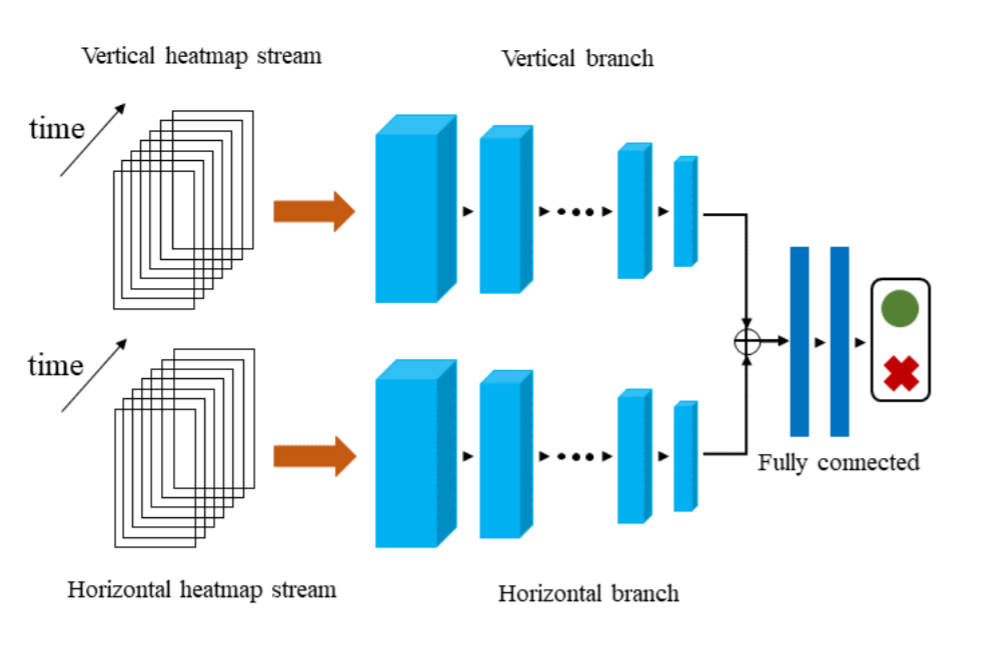 Vertical heatmap stream
Vertical branch
time
time
Fully connected
Horizontal heatmap stream
Horizontal branch